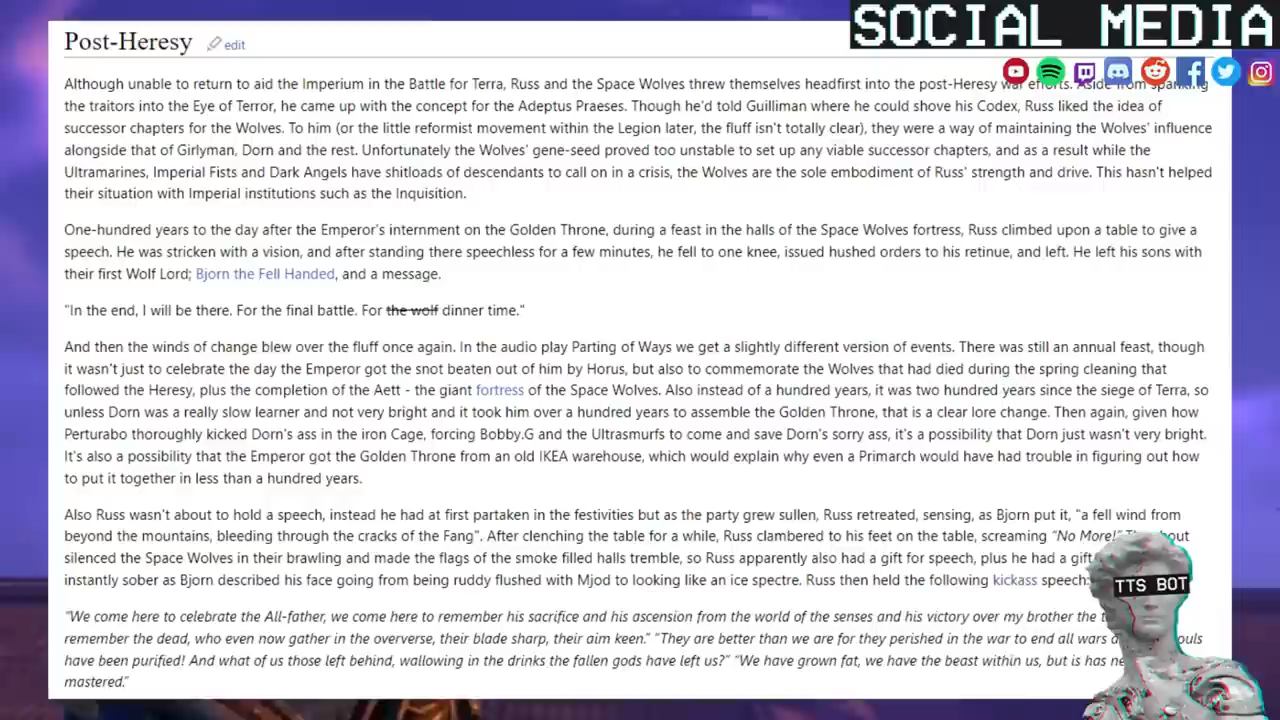 SOCIAL MEDIA
Post-Heresy edit
Although unable to return to aid the Imperium in the Battle for Terra, Russ and the Space Wolves threw themselves headfirst into the post-Heresy war efforts. Aside from spanking
the traitors into the Eye of Terror, he came up with the concept for the Adeptus Praeses. Though he'd told Guilliman where he could shove his Codex, Russ liked the idea of
successor chapters for the Wolves. To him (or the little reformist movement within the Legion later, the fluff isn't totally clear), they were a way of maintaining the Wolves' influence
alongside that of Girlyman, Dorn and the rest. Unfortunately the Wolves' gene-seed proved too unstable to set up any viable successor chapters, and as a result while the
Ultramarines, Imperial Fists and Dark Angels have shitloads of descendants to call on in a crisis, the Wolves are the sole embodiment of Russ' strength and drive. This hasn't helped
their situation with Imperial institutions such as the Inquisition.
One-hundred years to the day after the Emperor's internment on the Golden Throne, during a feast in the halls of the Space Wolves fortress, Russ climbed upon a table to give a
speech. He was stricken with a vision, and after standing there speechless for a few minutes, he fell to one knee, issued hushed orders to his retinue, and left. He left his sons with
their first Wolf Lord; Bjorn the Fell Handed, and a message.
"In the end, I will be there. For the final battle. For the wolf dinner time."
And then the winds of change blew over the fluff once again. In the audio play Parting of Ways we get a slightly different version of events. There was still an annual feast, though
it wasn't just to celebrate the day the Emperor got the snot beaten out of him by Horus, but also to commemorate the Wolves that had died during the spring cleaning that
followed the Heresy, plus the completion of the Aett - the giant fortress of the Space Wolves. Also instead of a hundred years, it was two hundred years since the siege of Terra, so
unless Dorn was a really slow learner and not very bright and it took him over a hundred years to assemble the Golden Throne, that is a clear lore change. Then again, given how
Perturabo thoroughly kicked Dorn's ass in the iron Cage, forcing Bobby.G and the Ultrasmurfs to come and save Dorn's sorry ass, it's a possibility that Dorn just wasn't very bright.
It's also a possibility that the Emperor got the Golden Throne from an old IKEA warehouse, which would explain why even a Primarch would have had trouble in figuring out how
to put it together in less than a hundred years.
Also Russ wasn't about to hold a speech, instead he had at first partaken in the festivities but as the party grew sullen, Russ retreated, sensing, as Bjorn put it, "a fell wind from
beyond the mountains, bleeding through the cracks of the Fang". After clenching the table for a while, Russ clambered to his feet on the table, screaming "No More!"
silenced the Space Wolves in their brawling and made the flags of the smoke filled halls tremble, so Russ apparently also had a gift for speech, plus he had a gift
instantly sober as Bjorn described his face going from being ruddy flushed with Mjod to looking like an ice spectre. Russ then held the following kickass speech:
"We come here to celebrate the All-father, we come here to remember his sacrifice and his ascension from the world of the senses and his victory over my brother the
remember the dead, who even now gather in the oververse, their blade sharp, their aim keen." "They are better than we are for they perished in the war to end all wars
have been purified! And what of us those left behind, wallowing in the drinks the fallen gods have left us?" "We have grown fat, we have the beast within us, but is has
mastered."
TTS BOT